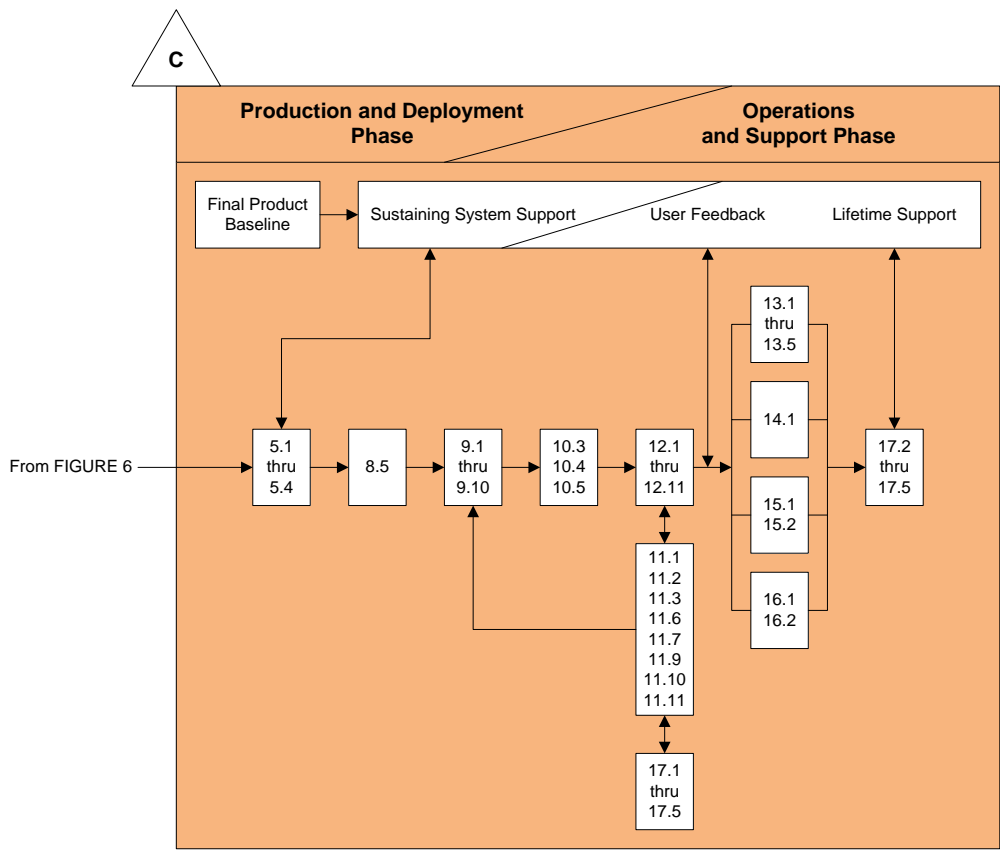 C
Production and Deployment
Phase
Operations
and Support Phase
Final Product
Baseline
Sustaining System Support
User Feedback
Lifetime Support
From FIGURE 6
5.1
thru
5.4
8.5
9.1
thru
9.10
10.3
10.4
10.5
12.1
thru
12.11
11.1
11.2
11.3
11.6
11.7
11.9
11.10
11.11
17.1
thru
17.5
13.1
thru
13.5
14.1
15.1
15.2
16.1
16.2
17.2
thru
17.5